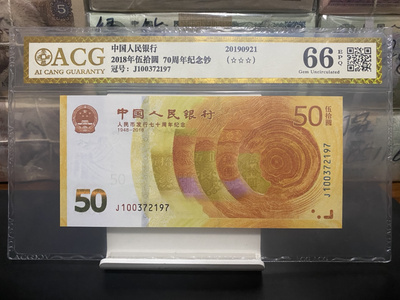 ACG
AI CANG GUARANTY
中国人民银行 20190921
2018年伍拾圆 70周年纪念钞 (☆☆☆)
冠号: J100372197
66 EPQ
Gem Uncirculated
中国人民银行
人民币发行七十周年纪念
1948-2018
50 伍拾圆
J100372197
50
J100372197